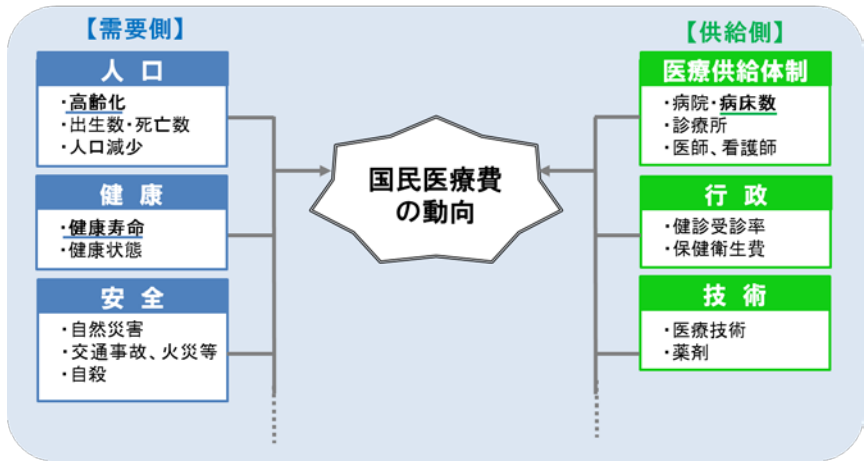 【需要側】
人口
・高齢化
・出生数・死亡数
・人口減少
健康
・健康寿命
・健康状態
安全
・自然災害
・交通事故、火災等
・自殺
国民医療費
の動向
【供給側】
医療供給体制
・病院・病床数
・診療所
・医師、看護師
行政
・健診受診率
・保健衛生費
技術
・医療技術
・薬剤